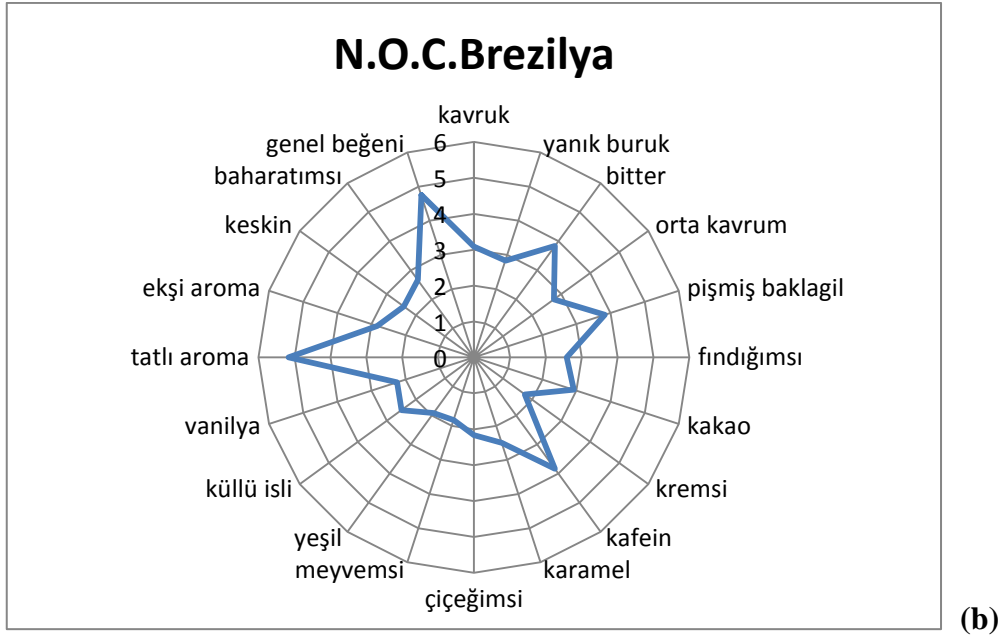 N.O.C.Brezilya
kavruk
yanık buruk
bitter
orta kavrum
pişmiş baklagil
fındığımsı
kakao
kremsi
kafein
karamel
çiçeğimsi
meyvemsi
yeşil
küllü isli
vanilya
tatlı aroma
ekşi aroma
keskin
baharatımsı
genel beğeni
6
5
4
3
2
1
0
(b)